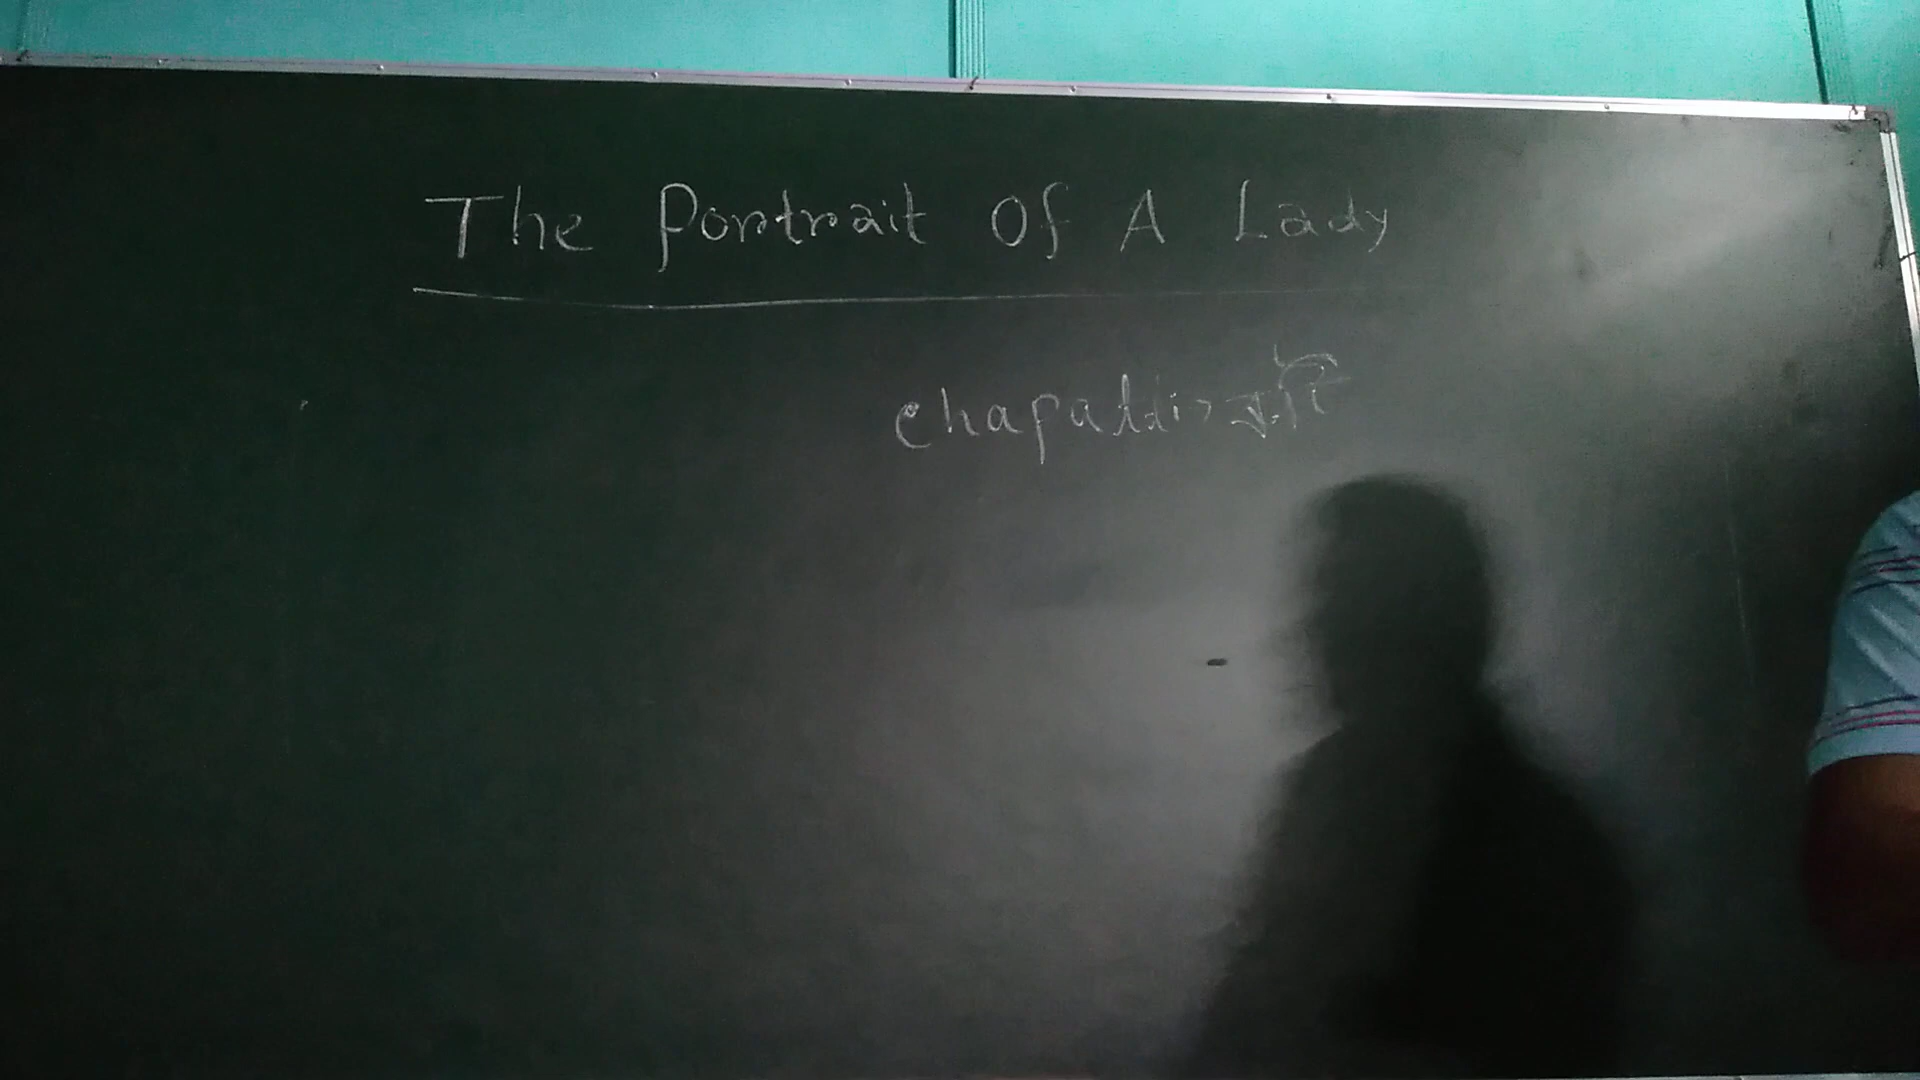 The Portrait Of A Lady
chapatti > রুটি